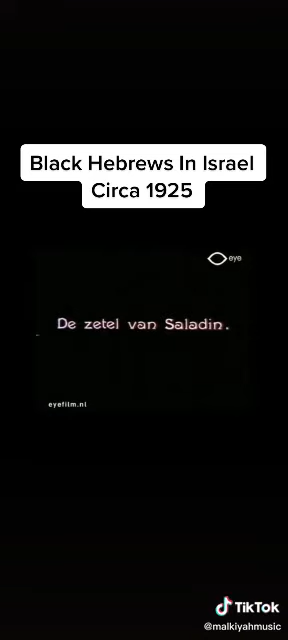 Black Hebrews In Israel
Circa 1925
eye
De zetel van Saladin.
eyefilm.nl
TikTok
@malkiyahmusic